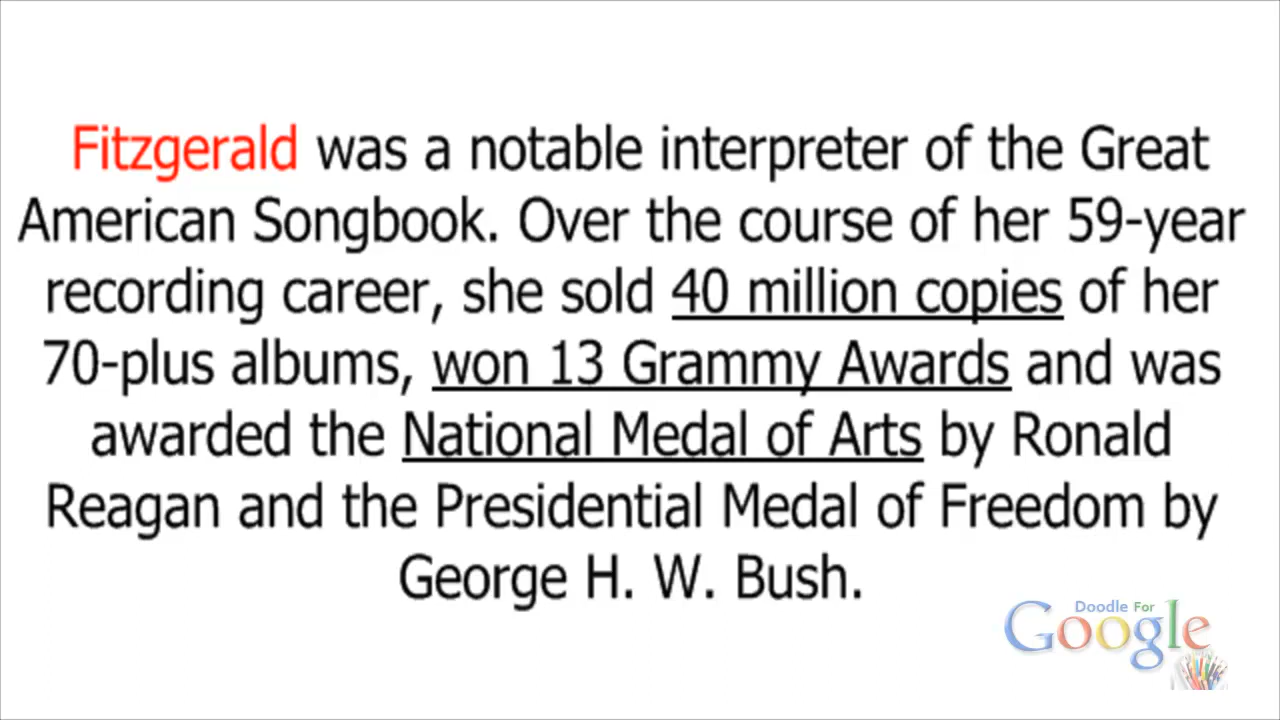 Fitzgerald was a notable interpreter of the Great
American Songbook. Over the course of her 59-year
recording career, she sold 40 million copies of her
70-plus albums, won 13 Grammy Awards and was
awarded the National Medal of Arts by Ronald
Reagan and the Presidential Medal of Freedom by
George H. W. Bush.
Doodle For
Google